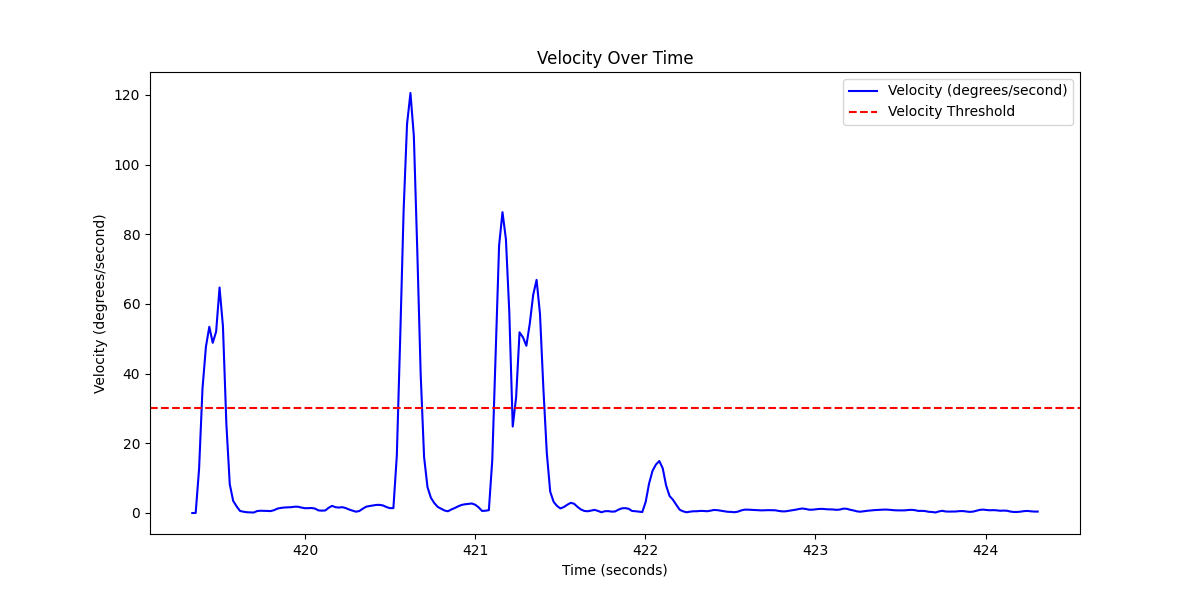 Velocity Over Time
Velocity (degrees/second)
Velocity Threshold
120
100
80
60
40
20
0
Velocity (degrees/second)
420
421
422
423
424
Time (seconds)